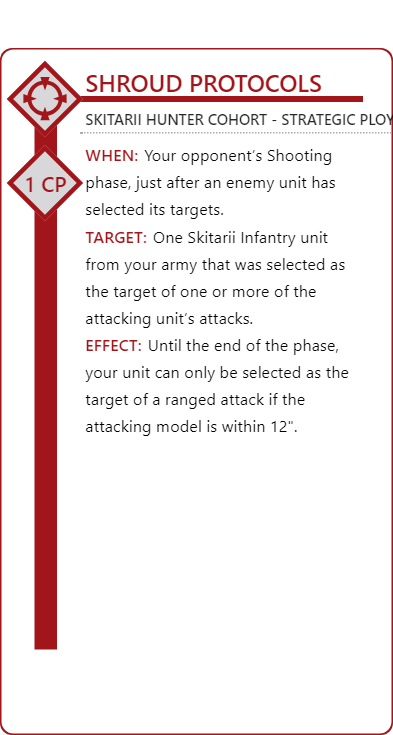 SHROUD PROTOCOLS
SKITARII HUNTER COHORT - STRATEGIC PLOY
1 CP
WHEN: Your opponent's Shooting
phase, just after an enemy unit has
selected its targets.
TARGET: One Skitarii Infantry unit
from your army that was selected as
the target of one or more of the
attacking unit's attacks.
EFFECT: Until the end of the phase,
your unit can only be selected as the
target of a ranged attack if the
attacking model is within 12".